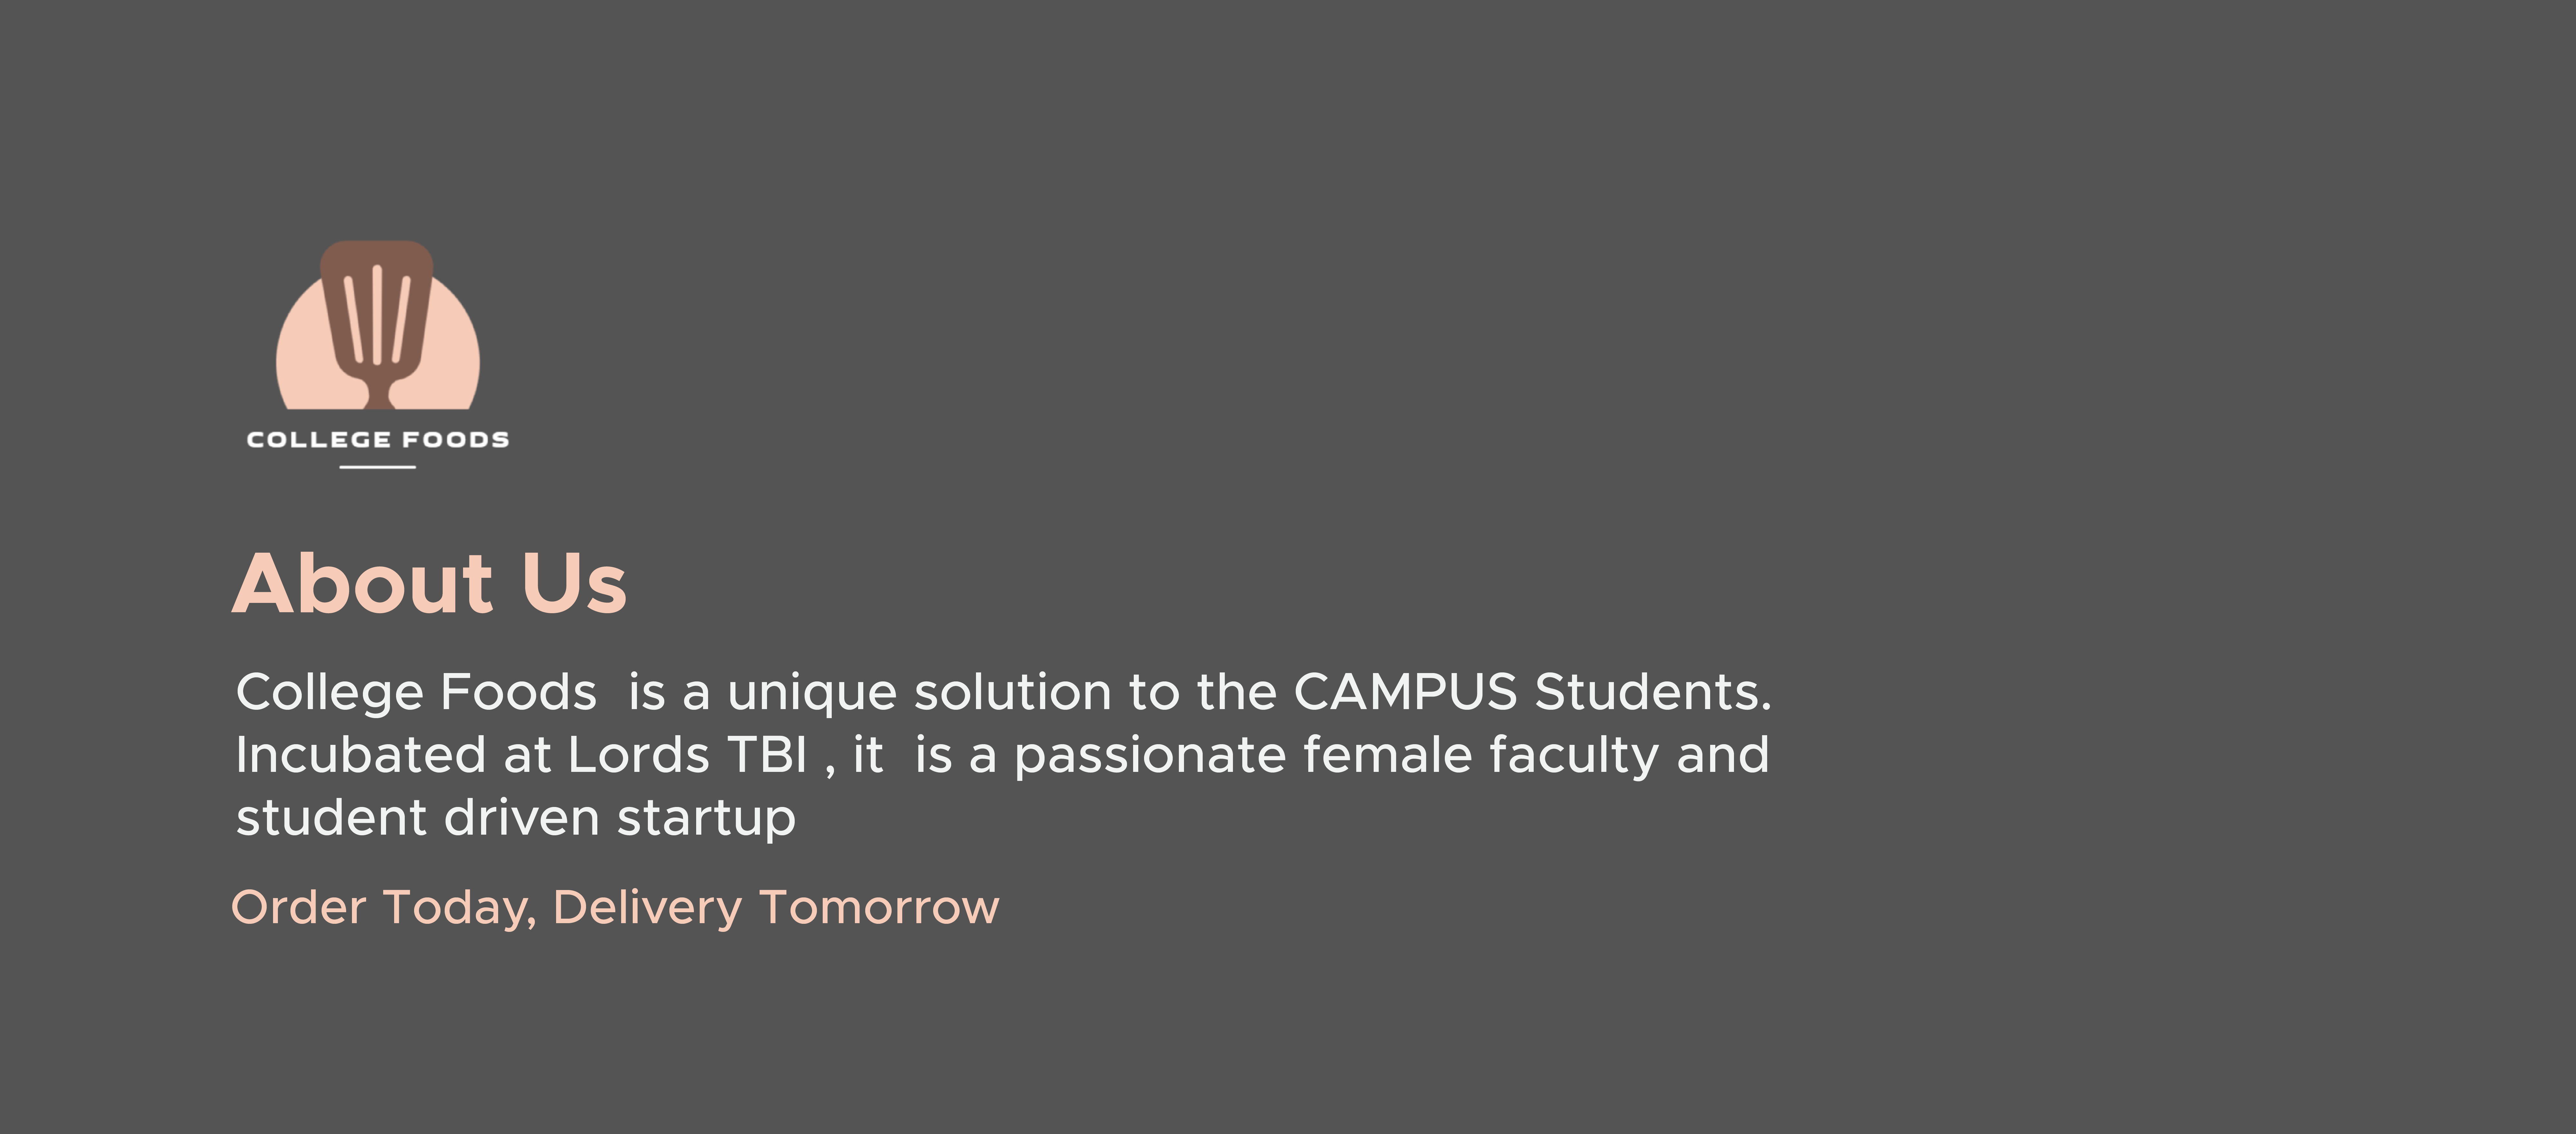 COLLEGE FOODS
About Us
College Foods  is a unique solution to the CAMPUS Students.
Incubated at Lords TBI , it  is a passionate female faculty and
student driven startup
Order Today, Delivery Tomorrow